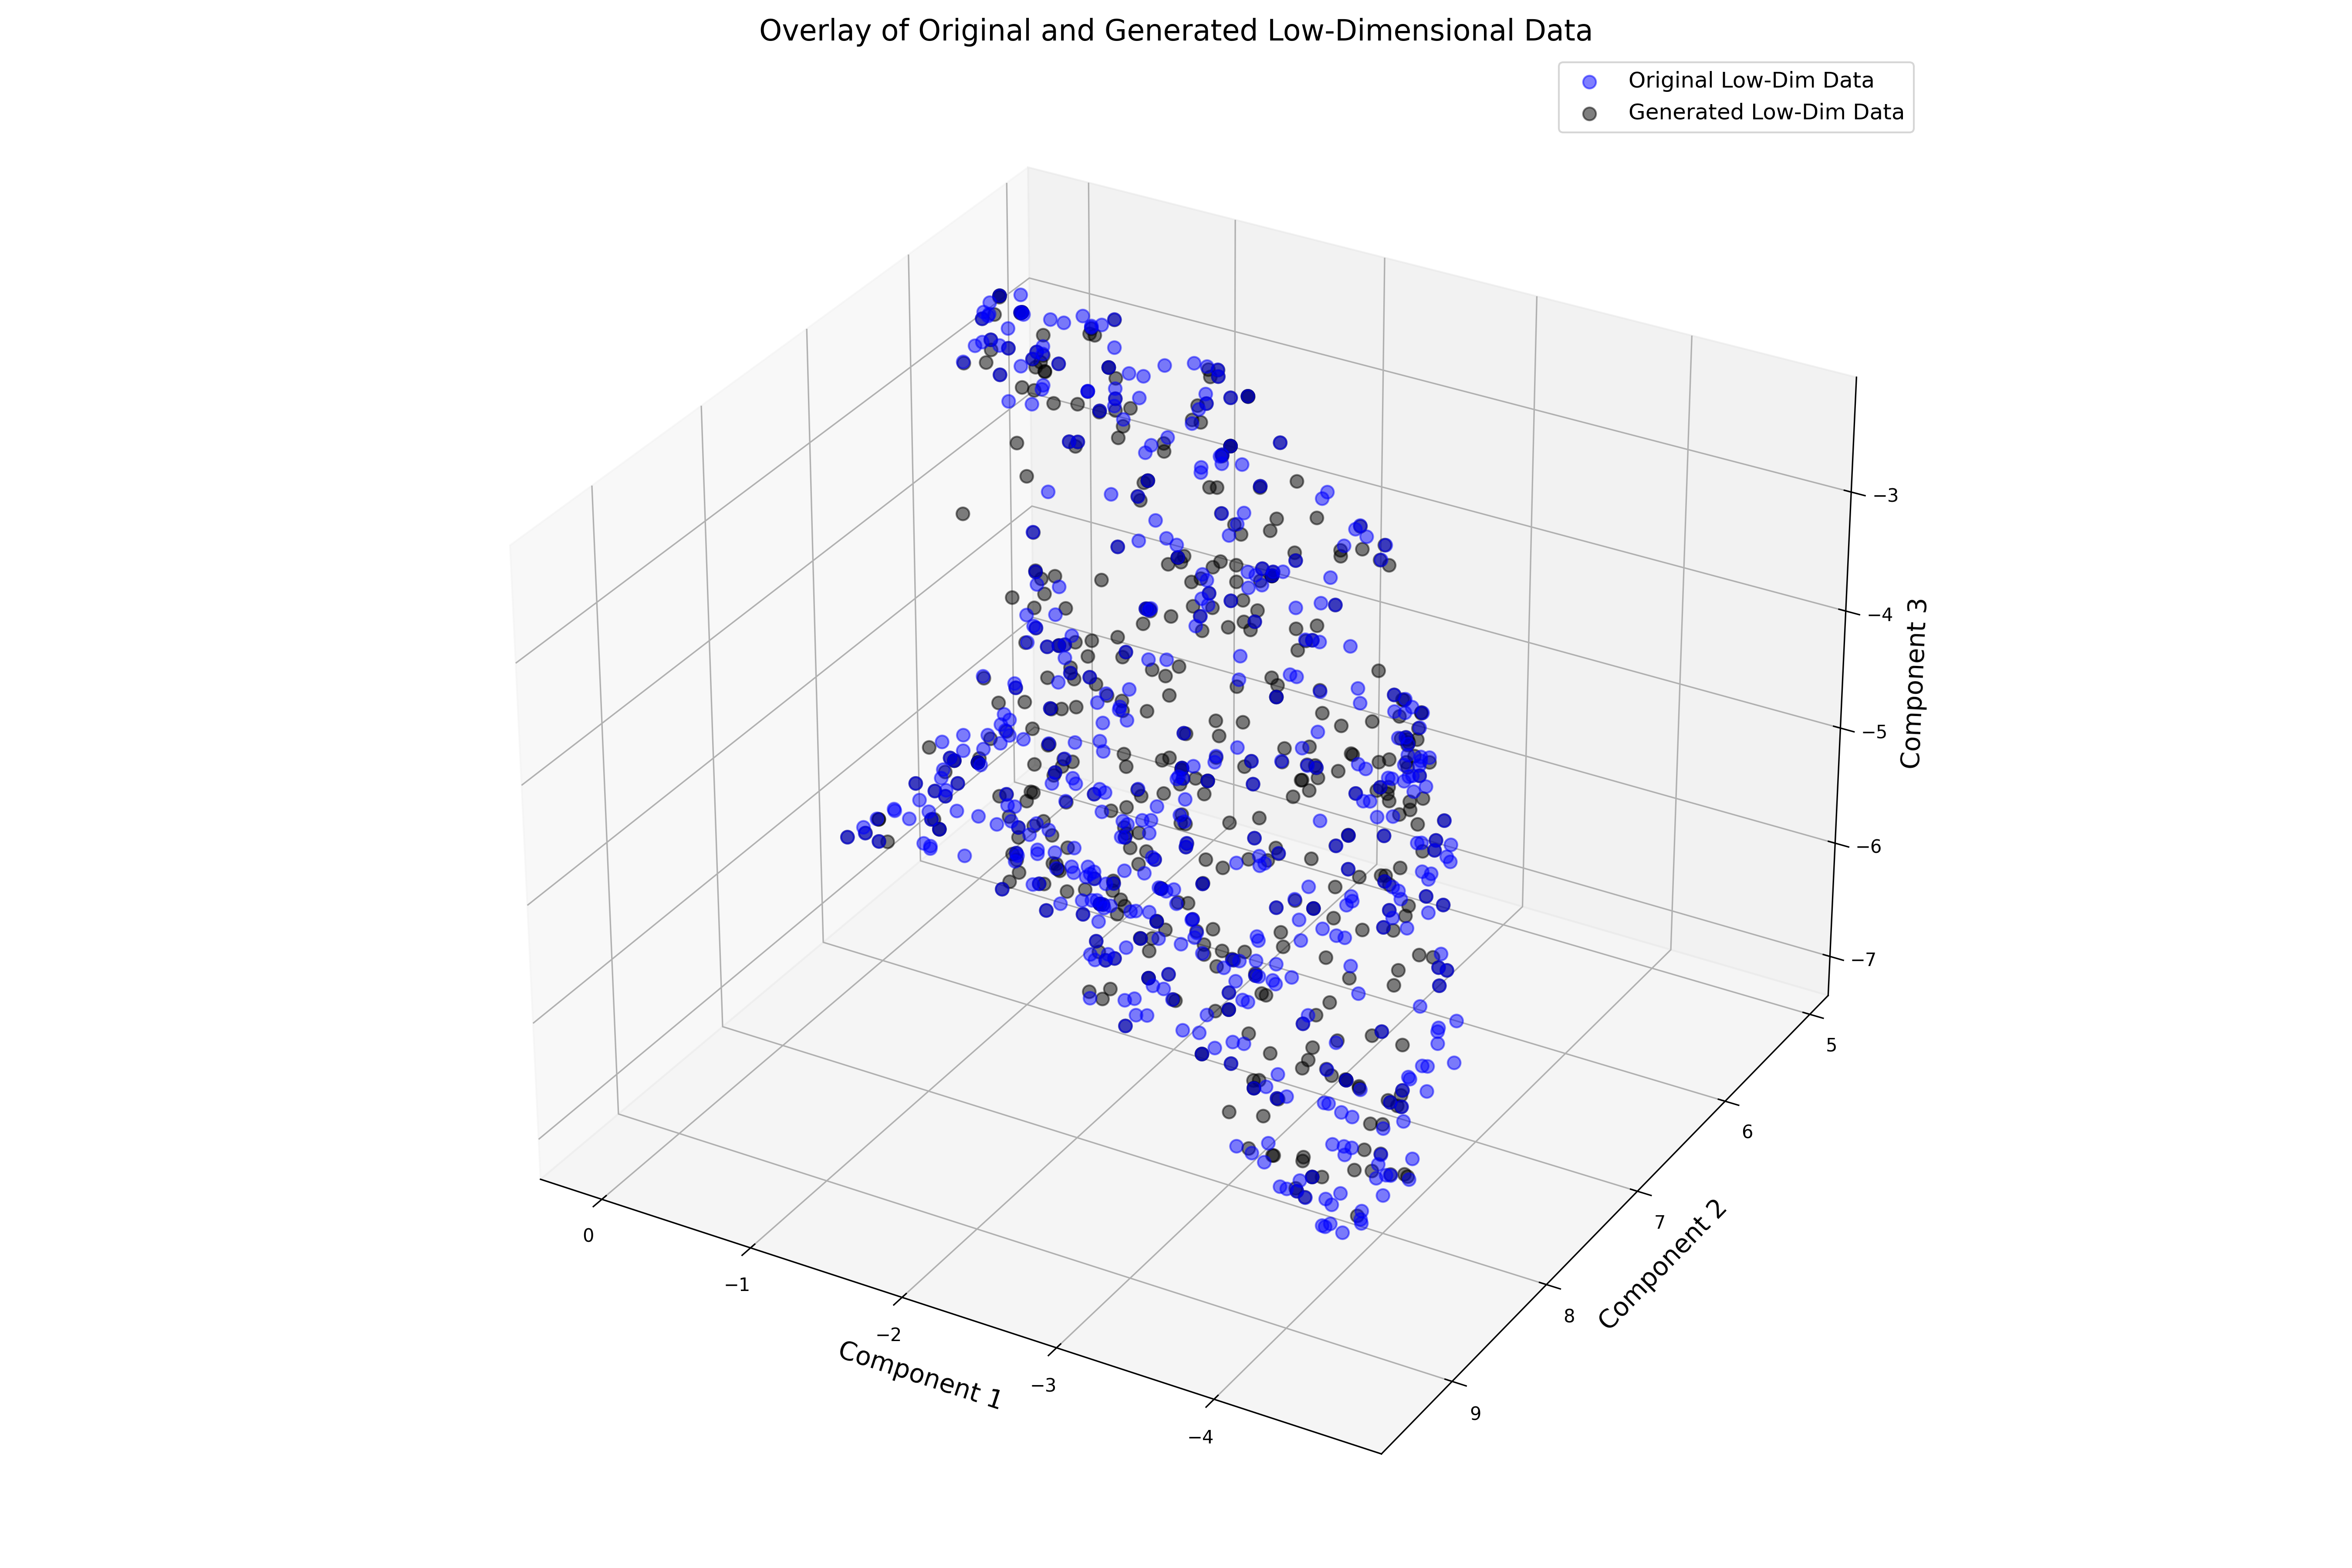 Overlay of Original and Generated Low-Dimensional Data
Original Low-Dim Data
Generated Low-Dim Data
−3
−4
−5
−6
−7
Component 3
5
6
7
8
9
Component 2
0
−1
−2
−3
−4
Component 1